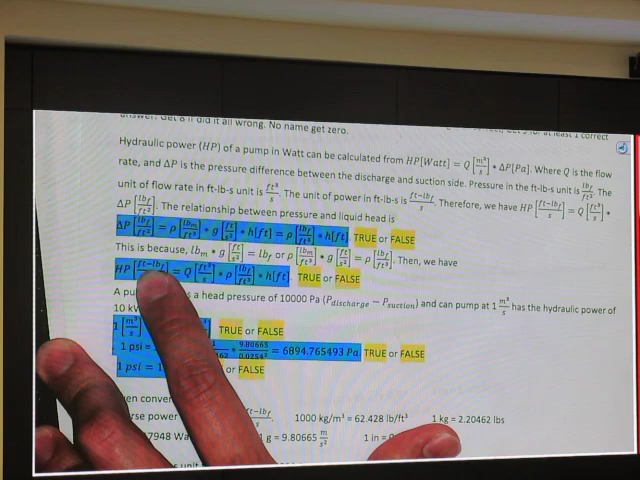 answer. Get 8 if did it all wrong. No name get zero.
at least 1 correct
Hydraulic power (HP) of a pump in Watt can be calculated from HP[Watt] = Q [m³/s] * ΔP[Pa]. Where Q is the flow
rate, and ΔP is the pressure difference between the discharge and suction side. Pressure in the ft-lb-s unit is lbf/ft². The
unit of flow rate in ft-lb-s unit is ft³/s. The unit of power in ft-lb-s is ft-lbf/s. Therefore, we have HP [ft-lbf/s] = Q [ft³/s] *
ΔP [lbf/ft²]. The relationship between pressure and liquid head is
ΔP [lbf/ft²] = ρ [lbm/ft³] * g [ft/s²] * h[ft] = ρ [lbf/ft³] * h[ft]. TRUE or FALSE
This is because, lbm * g [ft/s²] = lbf or ρ [lbm/ft³] * g [ft/s²] = ρ [lbf/ft³]. Then, we have
HP [ft-lbf/s] = Q [ft³/s] * ρ [lbf/ft³] * h[ft]. TRUE or FALSE
A a head pressure of 10000 Pa (Pdischarge − Psuction) and can pump at 1 m³/s has the hydraulic power of
10
1 [m³ TRUE or FALSE
1 psi = * 9.80665/0.0254² = 6894.765493 Pa. TRUE or FALSE
1 psi = 1 or FALSE
conver
power ft-lbf/s. 1000 kg/m³ = 62.428 lb/ft³ 1 kg = 2.20462 lbs
7948 g = 9.80665 m/s² 1 in =
unit